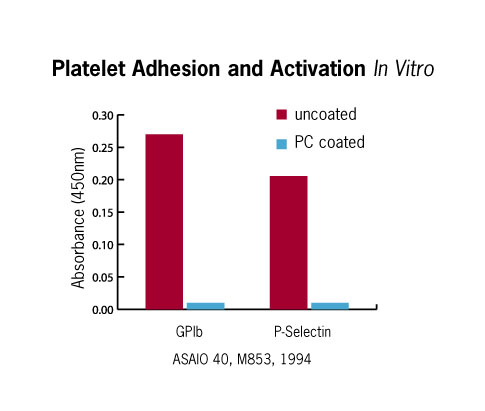 Platelet Adhesion and Activation In Vitro
uncoated
PC coated
Absorbance (450nm)
0.30
0.25
0.20
0.15
0.10
0.05
0.00
GPIb
P-Selectin
ASAIO 40, M853, 1994